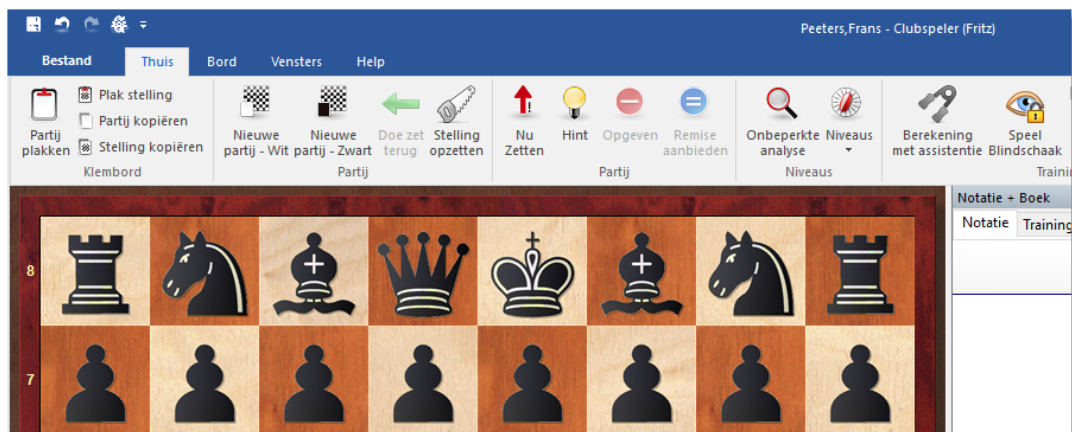 Peeters,Frans - Clubspeler (Fritz)
Bestand Thuis Bord Vensters Help
Partij plakken
Plak stelling
Partij kopiëren
Stelling kopiëren
Klembord
Nieuwe partij - Wit
Nieuwe partij - Zwart
Doe zet terug
Stelling opzetten
Partij
Nu Zetten
Hint
Opgeven
Remise aanbieden
Partij
Onbeperkte analyse
Niveaus
Niveaus
Berekening met assistentie
Speel Blindschaak
Traini
Notatie + Boek
Notatie Training
8
7